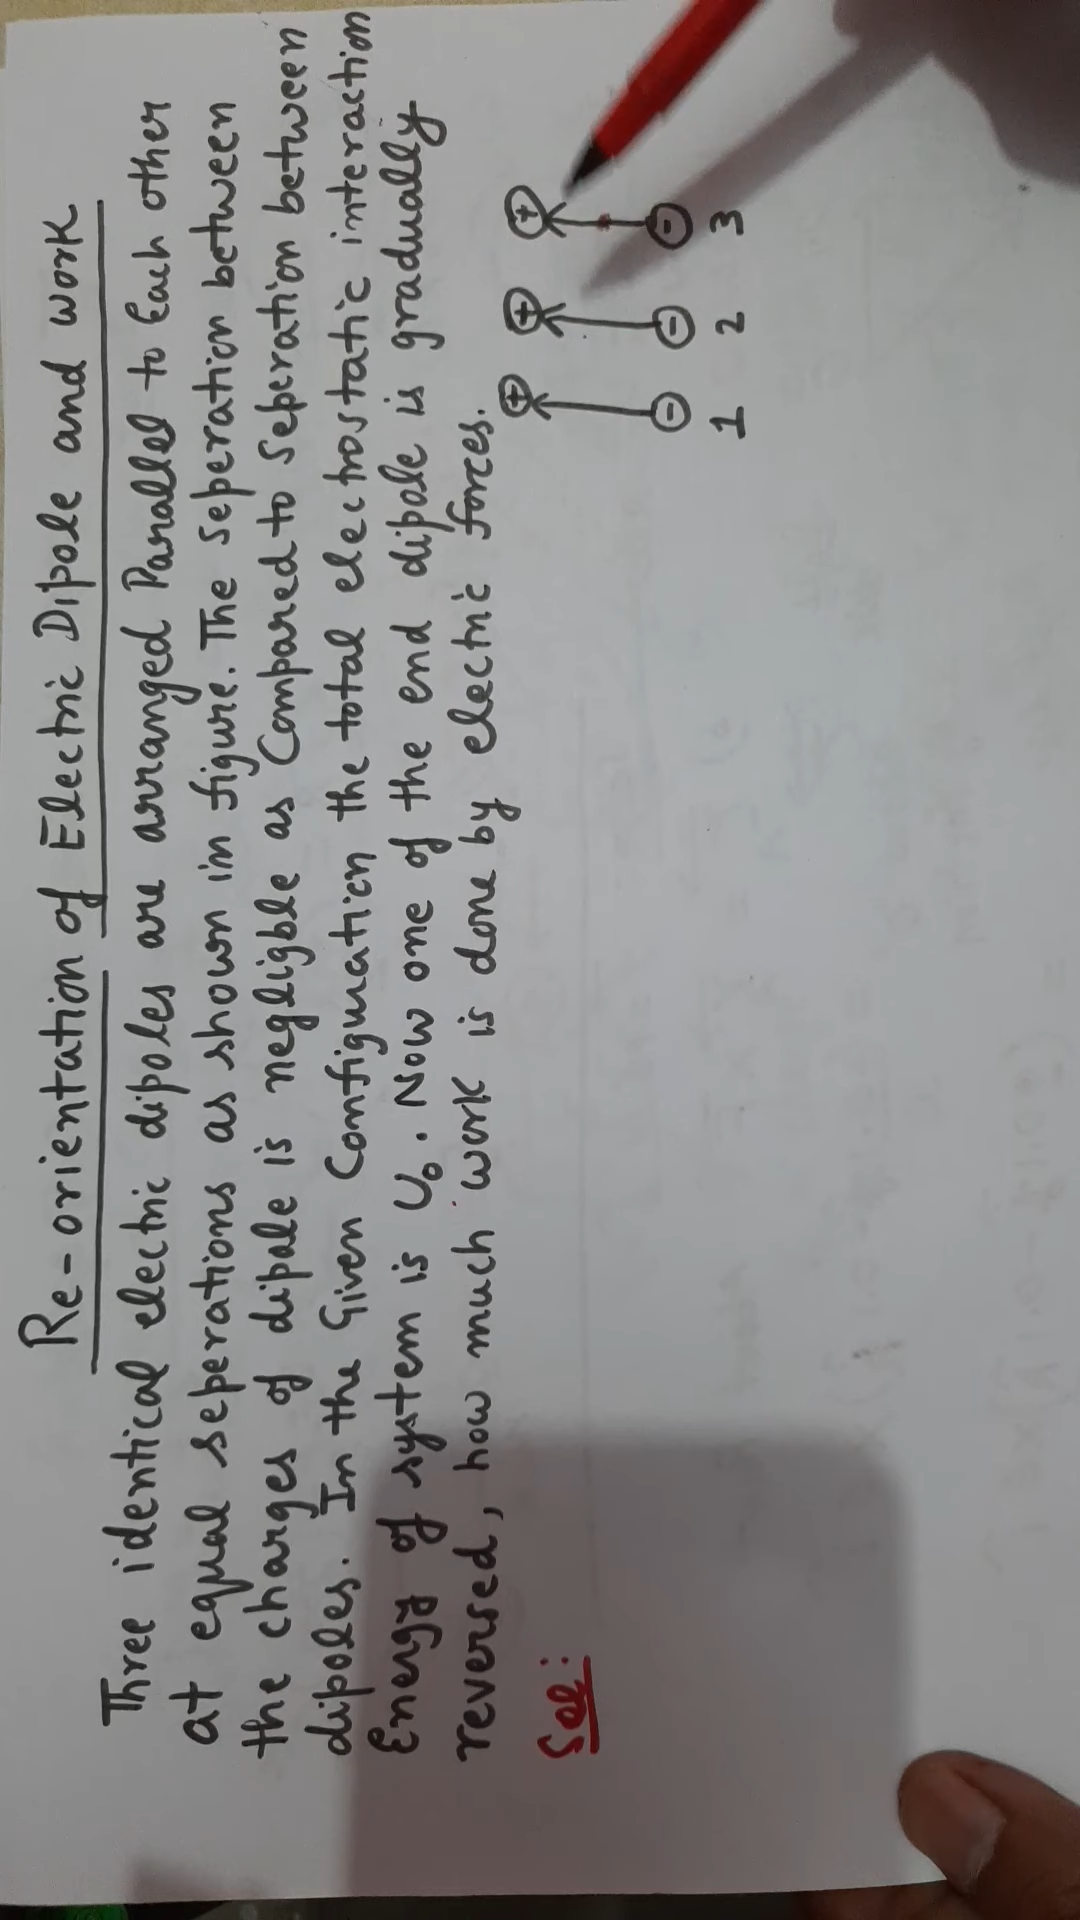 Re-orientation of Electric Dipole and work
Three identical electric dipoles are arranged Parallel to Each other
at equal seperations as shown in figure. The seperation between
the charges of dipale is negligble as Compared to seperation between
dipoles. In the Given Configuration the total electrostatic interaction
Energy of system is U₀. Now one of the end dipole is gradually
reversed, how much work is done by electric forces.
Sol:
+ + +
- - -
1 2 3